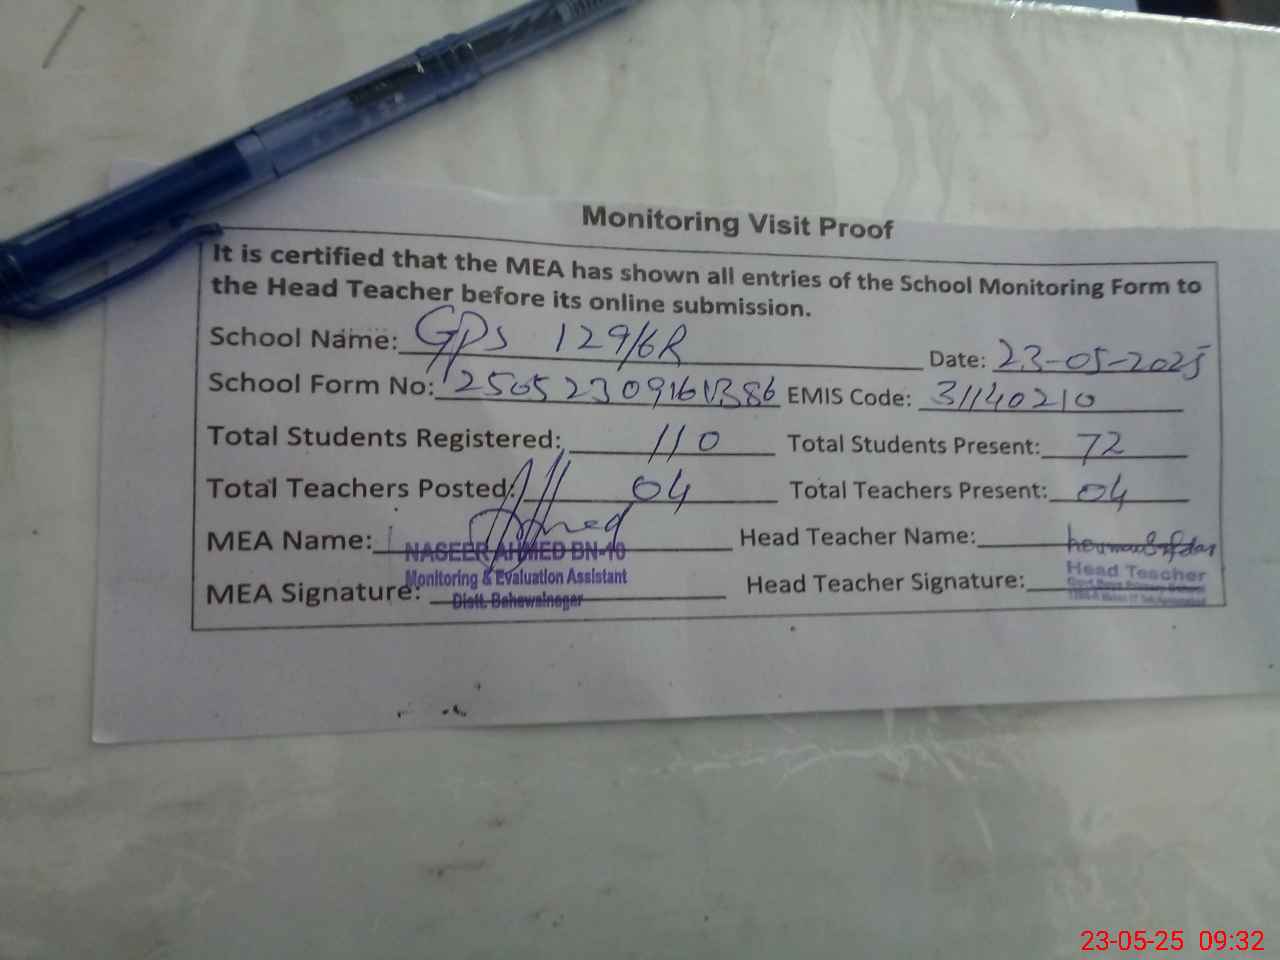 Monitoring Visit Proof
It is certified that the MEA has shown all entries of the School Monitoring Form to
the Head Teacher before its online submission.
School Name: GPS 129/6R Date: 23-05-2025
School Form No: 25052309161386 EMIS Code: 31140210
Total Students Registered: 110 Total Students Present: 72
Total Teachers Posted: 04 Total Teachers Present: 04
MEA Name: Head Teacher Name:
NASEER AHMED BN-10
Monitoring & Evaluation Assistant
Distt. Bahawalnagar
MEA Signature: Head Teacher Signature:
Head Teacher
23-05-25 09:32